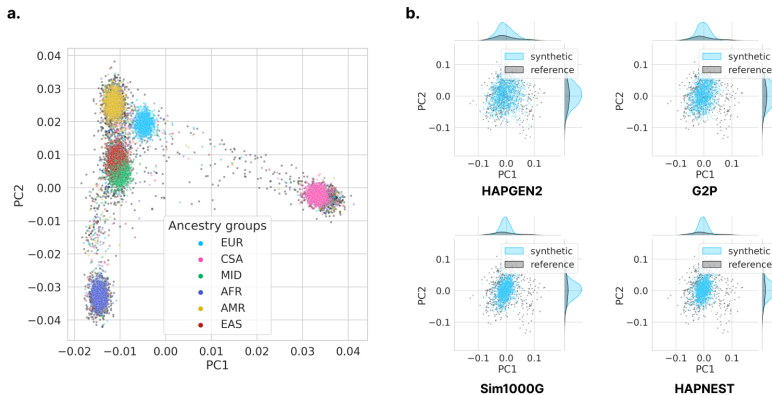 a.
0.04
0.03
0.02
0.01
0.00
−0.01
−0.02
−0.03
−0.04
PC2
−0.02
−0.01
0.00
0.01
0.02
0.03
0.04
PC1
Ancestry groups
EUR
CSA
MID
AFR
AMR
EAS
b.
synthetic
reference
0.1
0.0
−0.1
PC2
−0.1
0.0
0.1
PC1
HAPGEN2
synthetic
reference
0.1
0.0
−0.1
PC2
−0.1
0.0
0.1
PC1
G2P
synthetic
reference
0.1
0.0
−0.1
PC2
−0.1
0.0
0.1
PC1
Sim1000G
synthetic
reference
0.1
0.0
−0.1
PC2
−0.1
0.0
0.1
PC1
HAPNEST